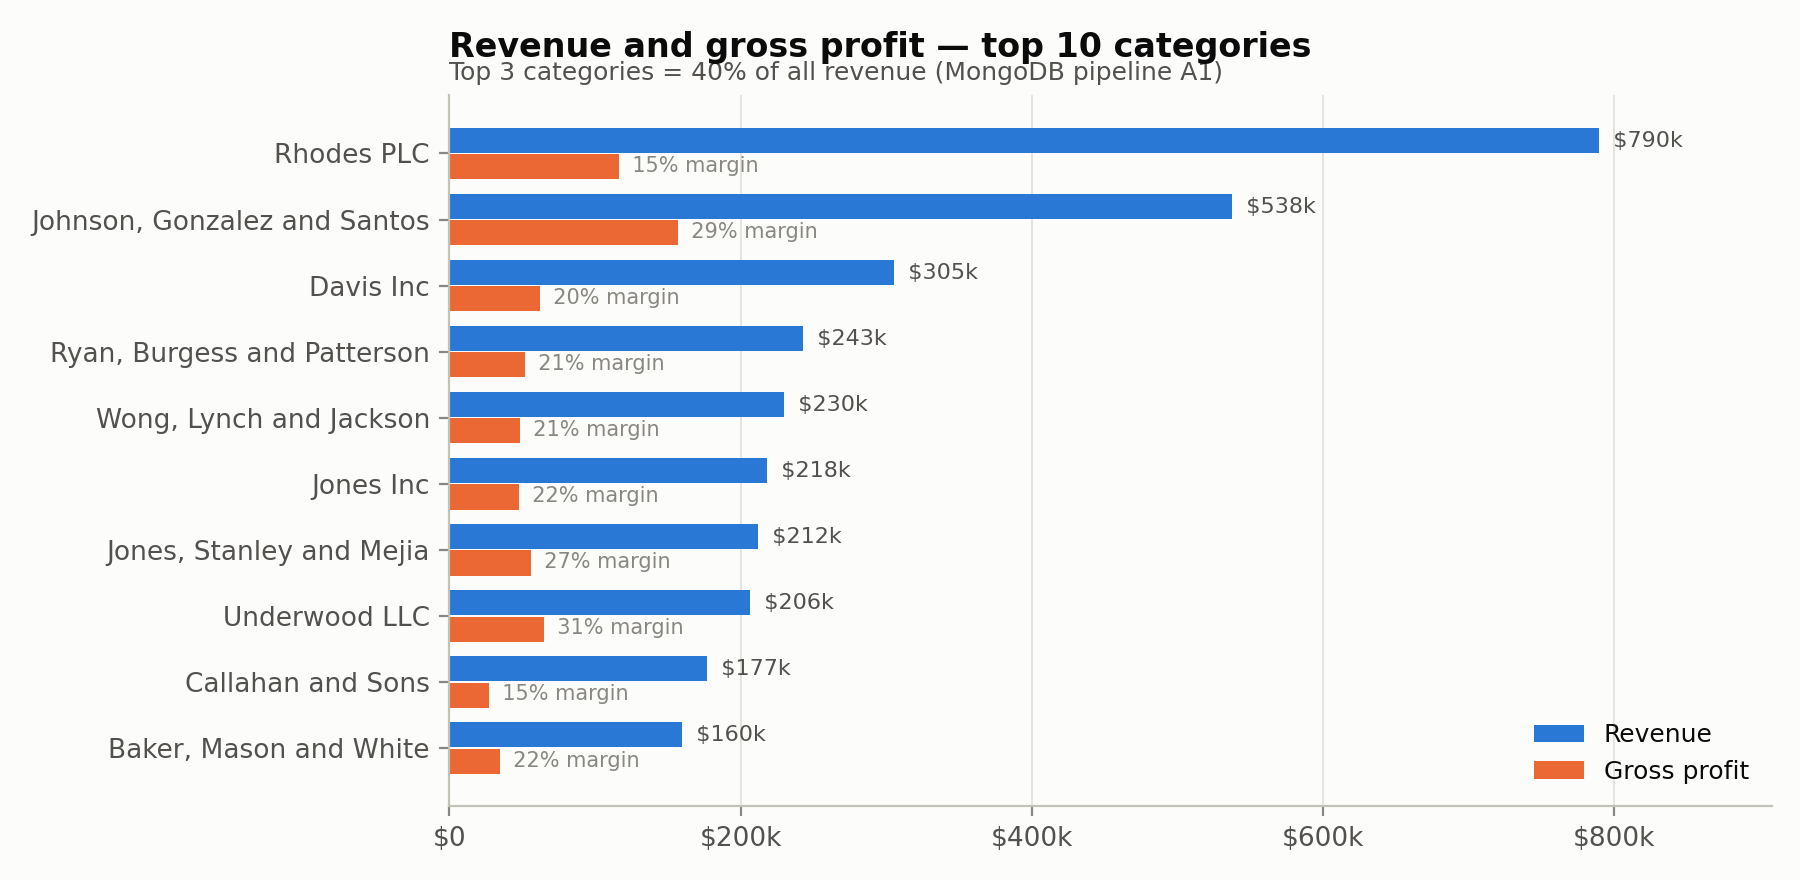 Revenue and gross profit — top 10 categories
Top 3 categories = 40% of all revenue (MongoDB pipeline A1)
Rhodes PLC
$790k
15% margin
Johnson, Gonzalez and Santos
$538k
29% margin
Davis Inc
$305k
20% margin
Ryan, Burgess and Patterson
$243k
21% margin
Wong, Lynch and Jackson
$230k
21% margin
Jones Inc
$218k
22% margin
Jones, Stanley and Mejia
$212k
27% margin
Underwood LLC
$206k
31% margin
Callahan and Sons
$177k
15% margin
Baker, Mason and White
$160k
22% margin
Revenue
Gross profit
$0
$200k
$400k
$600k
$800k